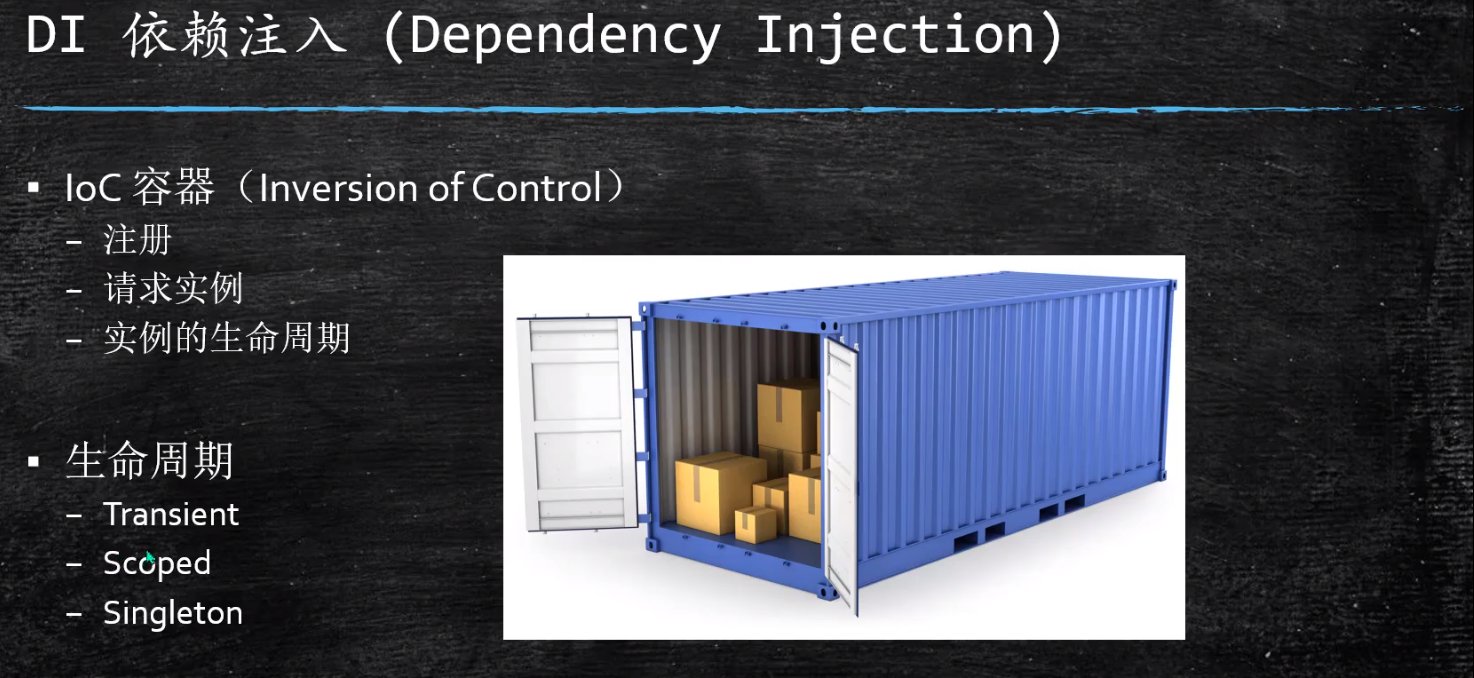 DI 依赖注入 (Dependency Injection)
▪ IoC 容器（Inversion of Control）
– 注册
– 请求实例
– 实例的生命周期
▪ 生命周期
– Transient
– Scoped
– Singleton